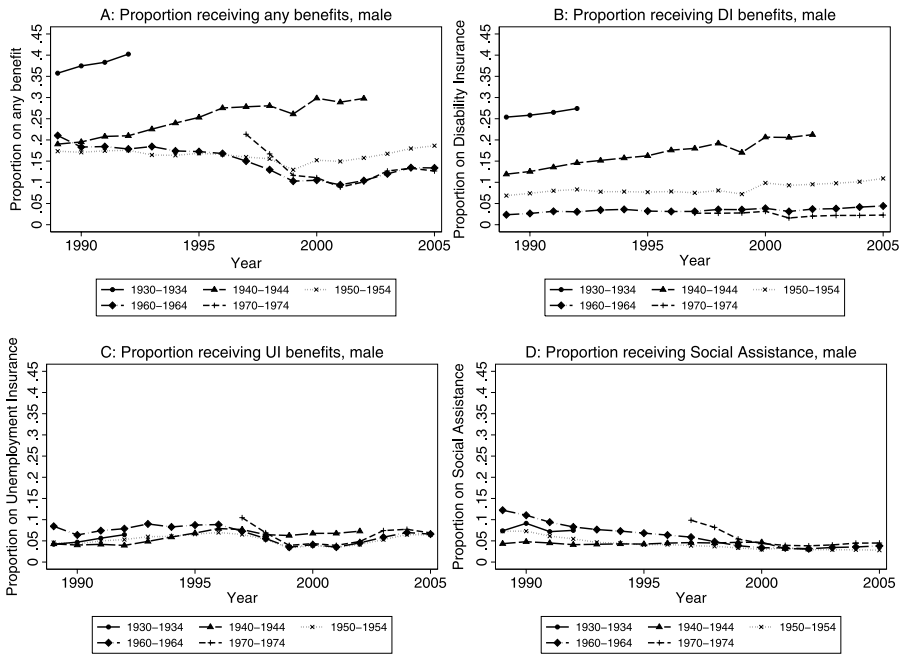 A: Proportion receiving any benefits, male
Proportion on any benefit
0 .05 .1 .15 .2 .25 .3 .35 .4 .45
1990 1995 2000 2005
Year
1930–1934 1940–1944 1950–1954
1960–1964 1970–1974
B: Proportion receiving DI benefits, male
Proportion on Disability Insurance
0 .05 .1 .15 .2 .25 .3 .35 .4 .45
1990 1995 2000 2005
Year
1930–1934 1940–1944 1950–1954
1960–1964 1970–1974
C: Proportion receiving UI benefits, male
Proportion on Unemployment Insurance
0 .05 .1 .15 .2 .25 .3 .35 .4 .45
1990 1995 2000 2005
Year
1930–1934 1940–1944 1950–1954
1960–1964 1970–1974
D: Proportion receiving Social Assistance, male
Proportion on Social Assistance
0 .05 .1 .15 .2 .25 .3 .35 .4 .45
1990 1995 2000 2005
Year
1930–1934 1940–1944 1950–1954
1960–1964 1970–1974